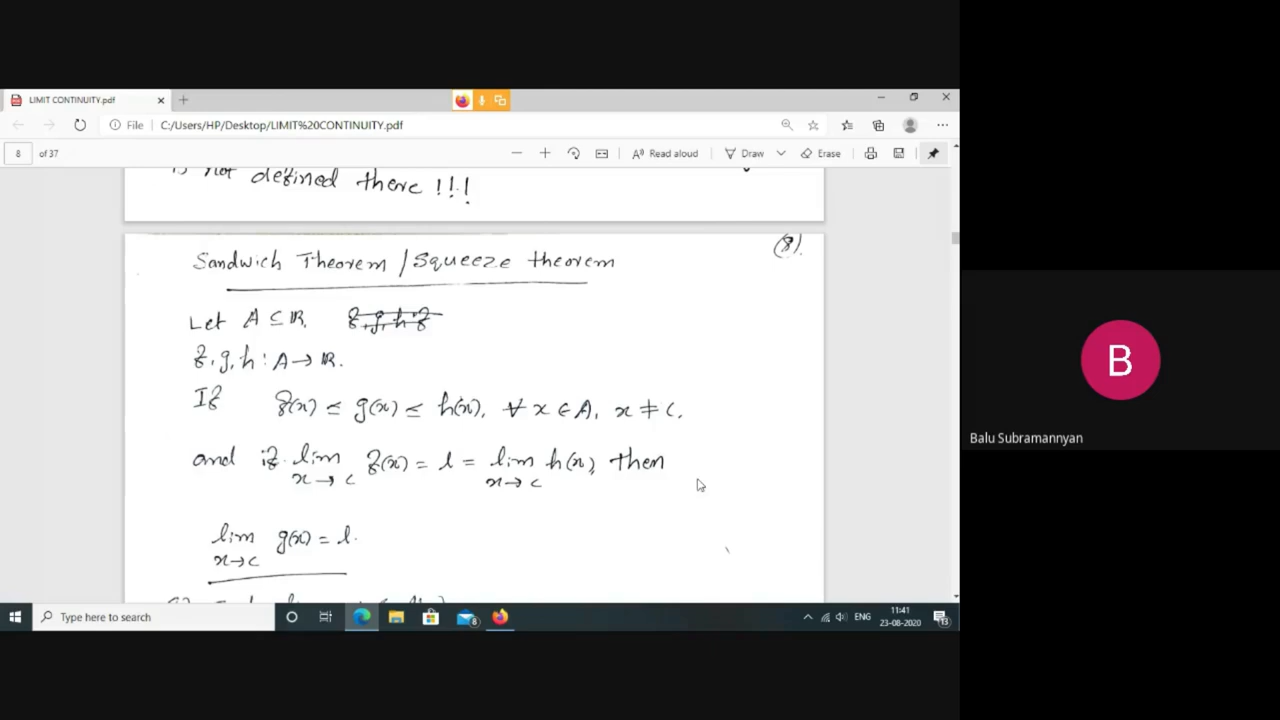 LIMIT CONTINUITY.pdf
File C:/Users/HP/Desktop/LIMIT%20CONTINUITY.pdf
8 of 37 Read aloud Draw Erase
is not defined there !!!
(8).
Sandwich Theorem / Squeeze theorem
Let A ⊆ ℝ.
f, g, h : A → ℝ.
If f(x) ≤ g(x) ≤ h(x), ∀ x ∈ A, x ≠ c.
and if lim f(x) = l = lim h(x), then
x → c x → c
lim g(x) = l.
x→c
B
Balu Subramannyan
Type here to search
8
ENG
11:41
23-08-2020
13